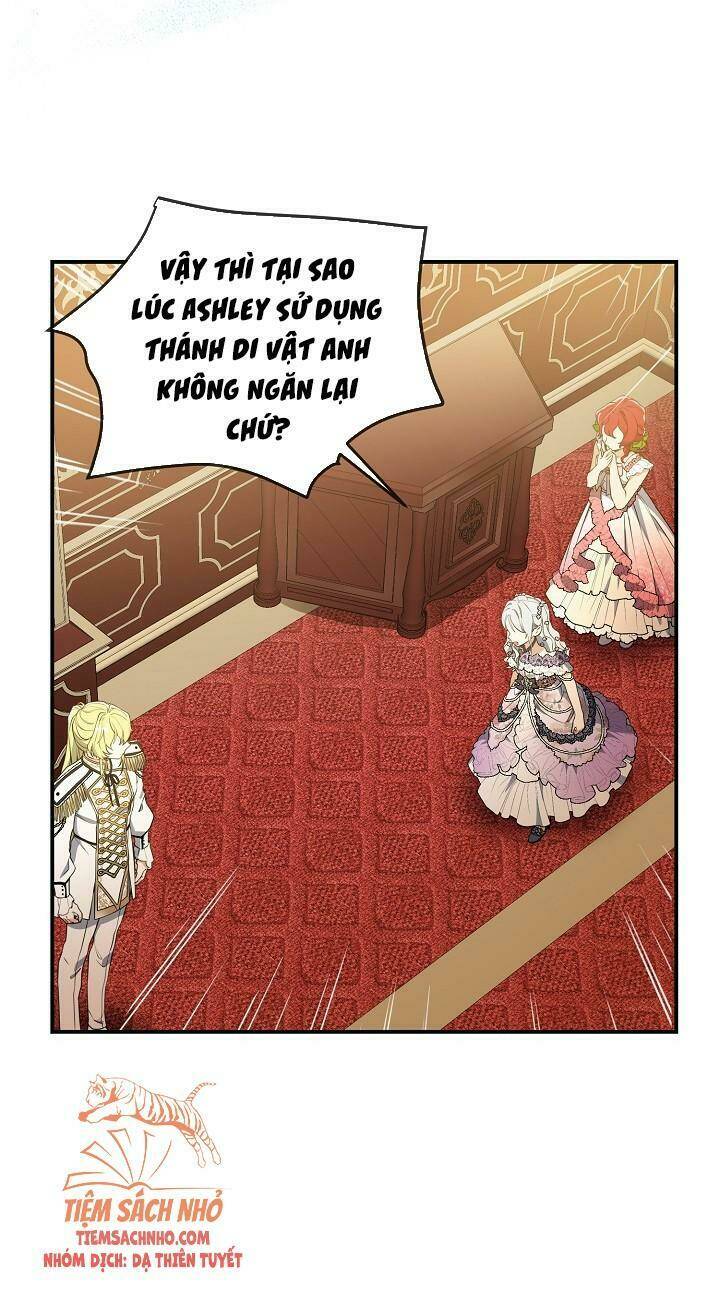 VẬY THÌ TẠI SAO
LÚC ASHLEY SỬ DỤNG
THÁNH DI VẬT ANH
KHÔNG NGĂN LẠI
CHỨ?
TIỆM SÁCH NHỎ
TIEMSACHNHO.COM
NHÓM DỊCH: DẠ THIÊN TUYẾT